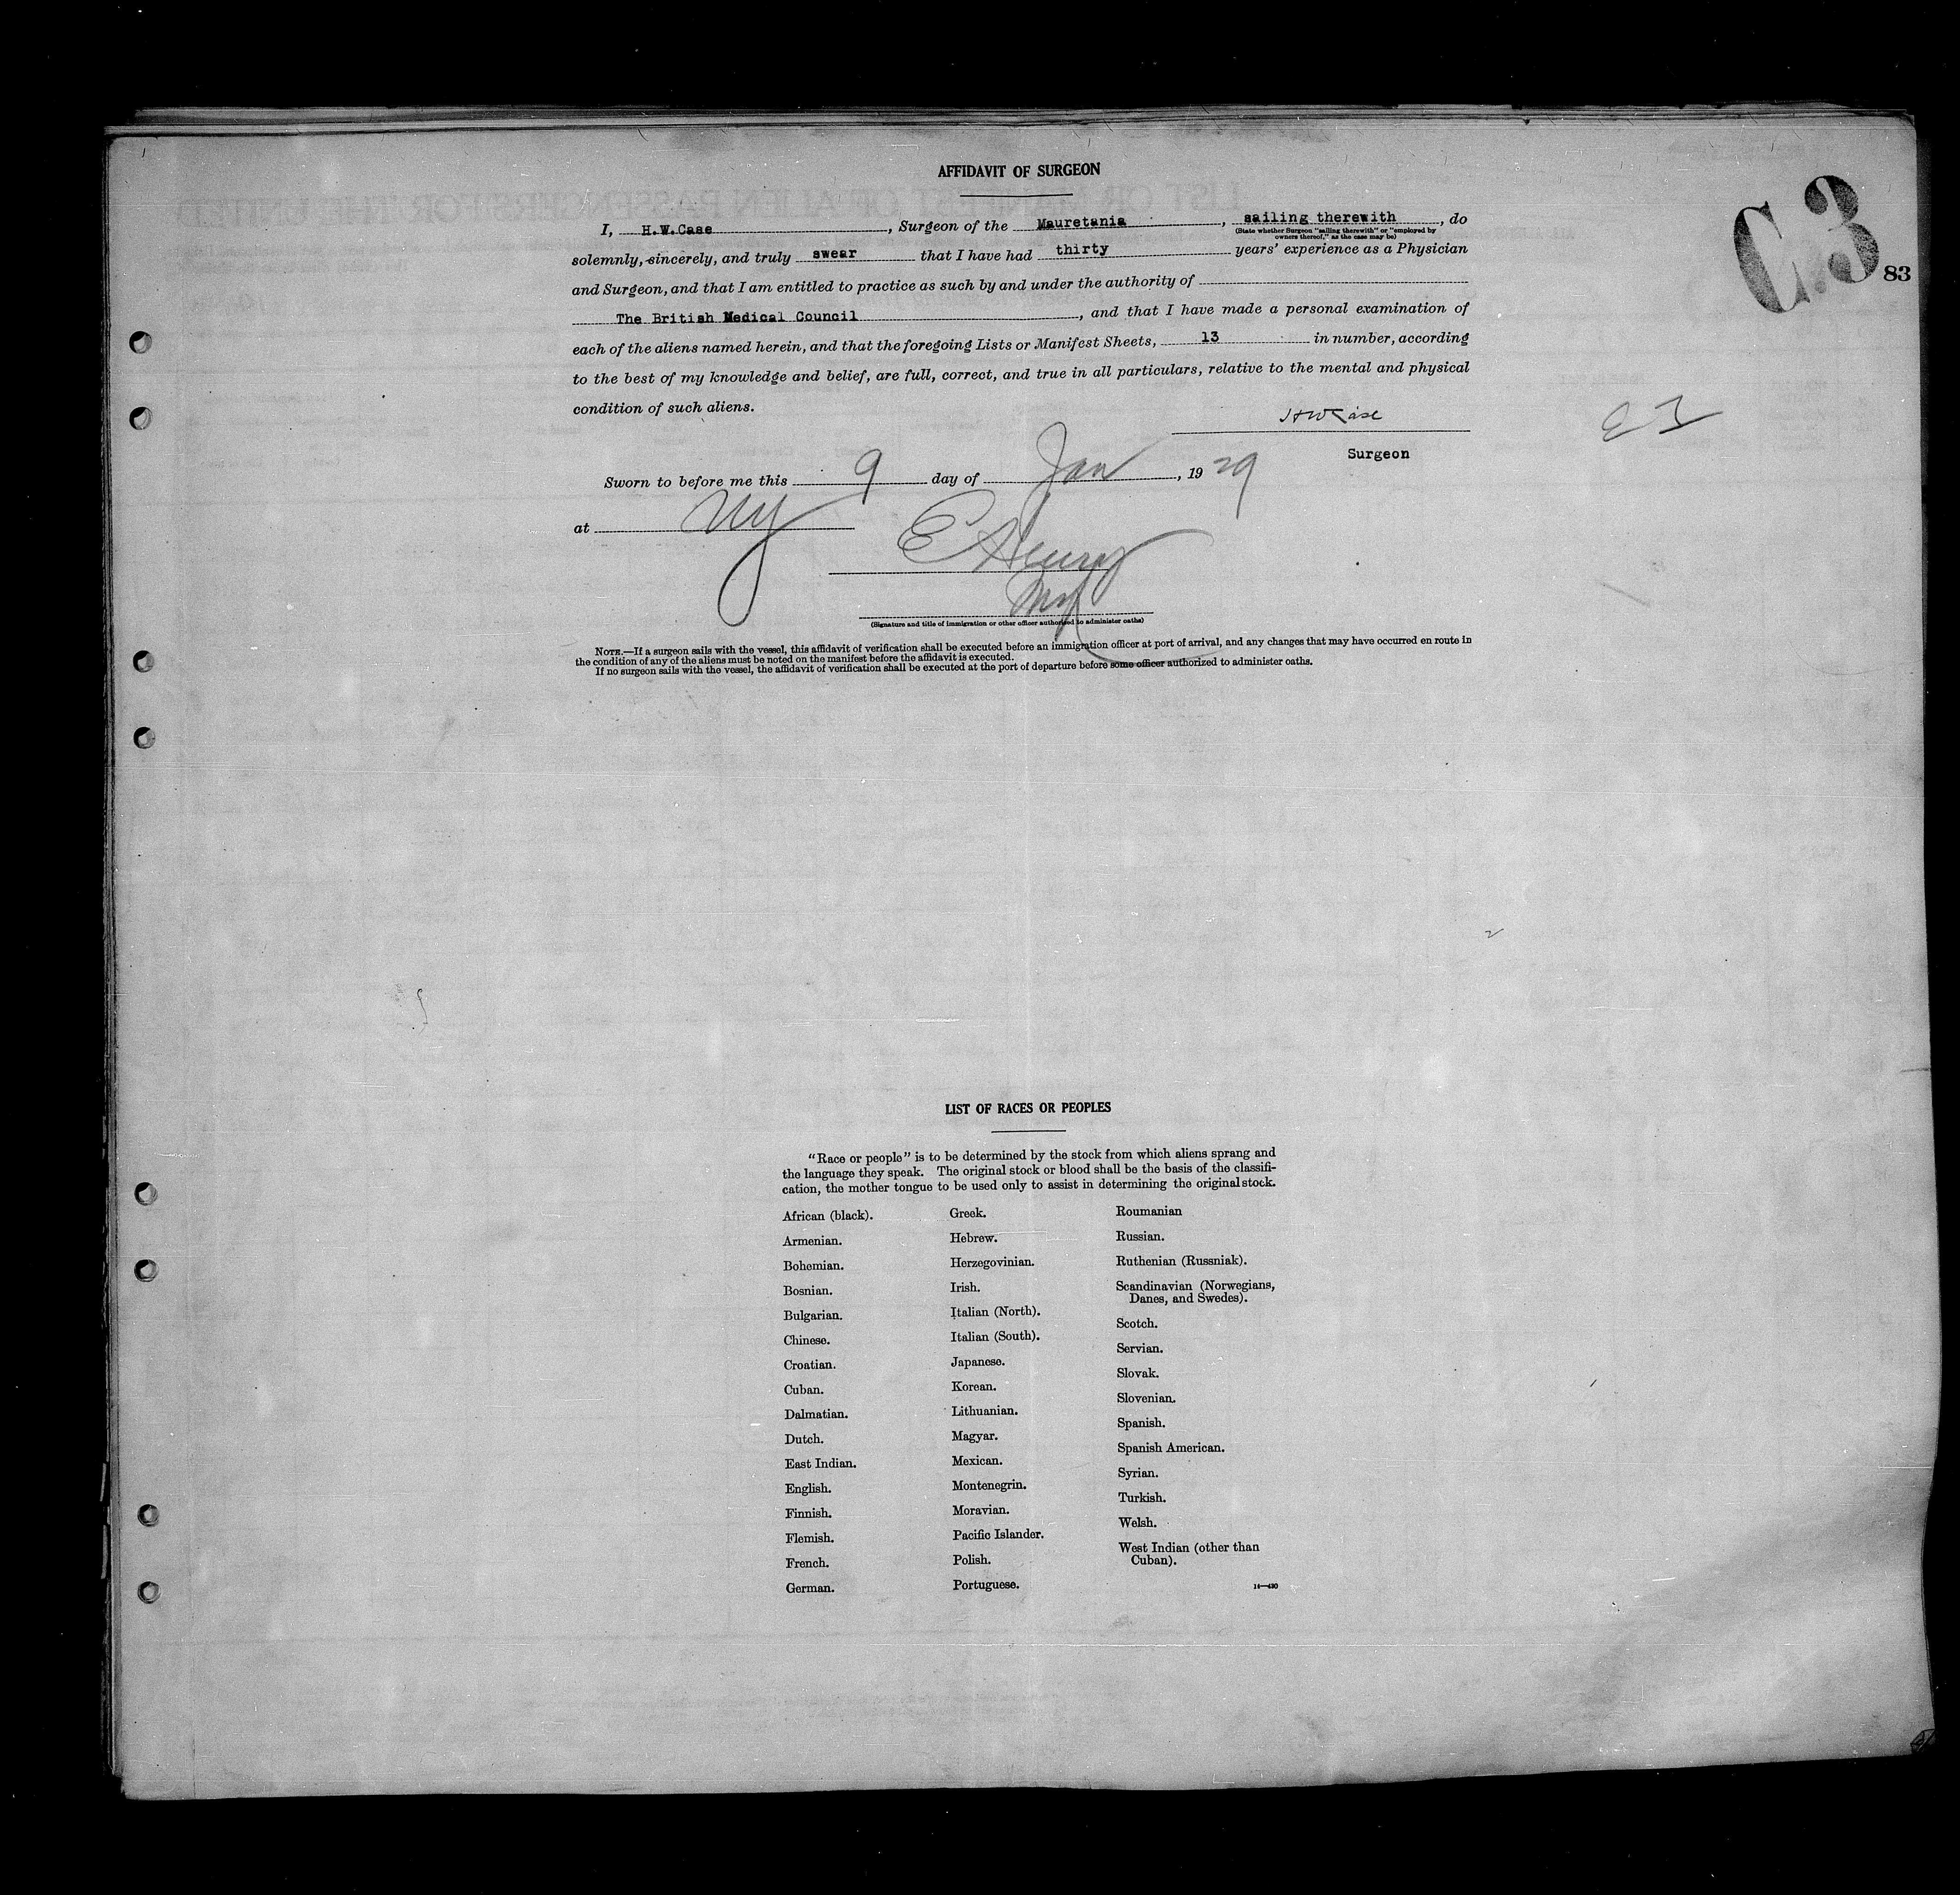 AFFIDAVIT OF SURGEON
I, H.W.Case, Surgeon of the Mauretania, sailing therewith, do
(State whether Surgeon "sailing therewith" or "employed by owners thereof," as the case may be)
solemnly, sincerely, and truly swear that I have had thirty years' experience as a Physician
and Surgeon, and that I am entitled to practice as such by and under the authority of
The British Medical Council, and that I have made a personal examination of
each of the aliens named herein, and that the foregoing Lists or Manifest Sheets, 13 in number, according
to the best of my knowledge and belief, are full, correct, and true in all particulars, relative to the mental and physical
condition of such aliens.
HWCase
Surgeon
Sworn to before me this 9 day of Jan, 1929
at NY
E Henry
(Signature and title of immigration or other officer authorized to administer oaths)
NOTE.—If a surgeon sails with the vessel, this affidavit of verification shall be executed before an immigration officer at port of arrival, and any changes that may have occurred en route in
the condition of any of the aliens must be noted on the manifest before the affidavit is executed.
If no surgeon sails with the vessel, the affidavit of verification shall be executed at the port of departure before some officer authorized to administer oaths.
C.3
83
LIST OF RACES OR PEOPLES
"Race or people" is to be determined by the stock from which aliens sprang and
the language they speak. The original stock or blood shall be the basis of the classifi-
cation, the mother tongue to be used only to assist in determining the original stock.
African (black).
Armenian.
Bohemian.
Bosnian.
Bulgarian.
Chinese.
Croatian.
Cuban.
Dalmatian.
Dutch.
East Indian.
English.
Finnish.
Flemish.
French.
German.
Greek.
Hebrew.
Herzegovinian.
Irish.
Italian (North).
Italian (South).
Japanese.
Korean.
Lithuanian.
Magyar.
Mexican.
Montenegrin.
Moravian.
Pacific Islander.
Polish.
Portuguese.
Roumanian
Russian.
Ruthenian (Russniak).
Scandinavian (Norwegians,
Danes, and Swedes).
Scotch.
Servian.
Slovak.
Slovenian.
Spanish.
Spanish American.
Syrian.
Turkish.
Welsh.
West Indian (other than
Cuban).
14—430